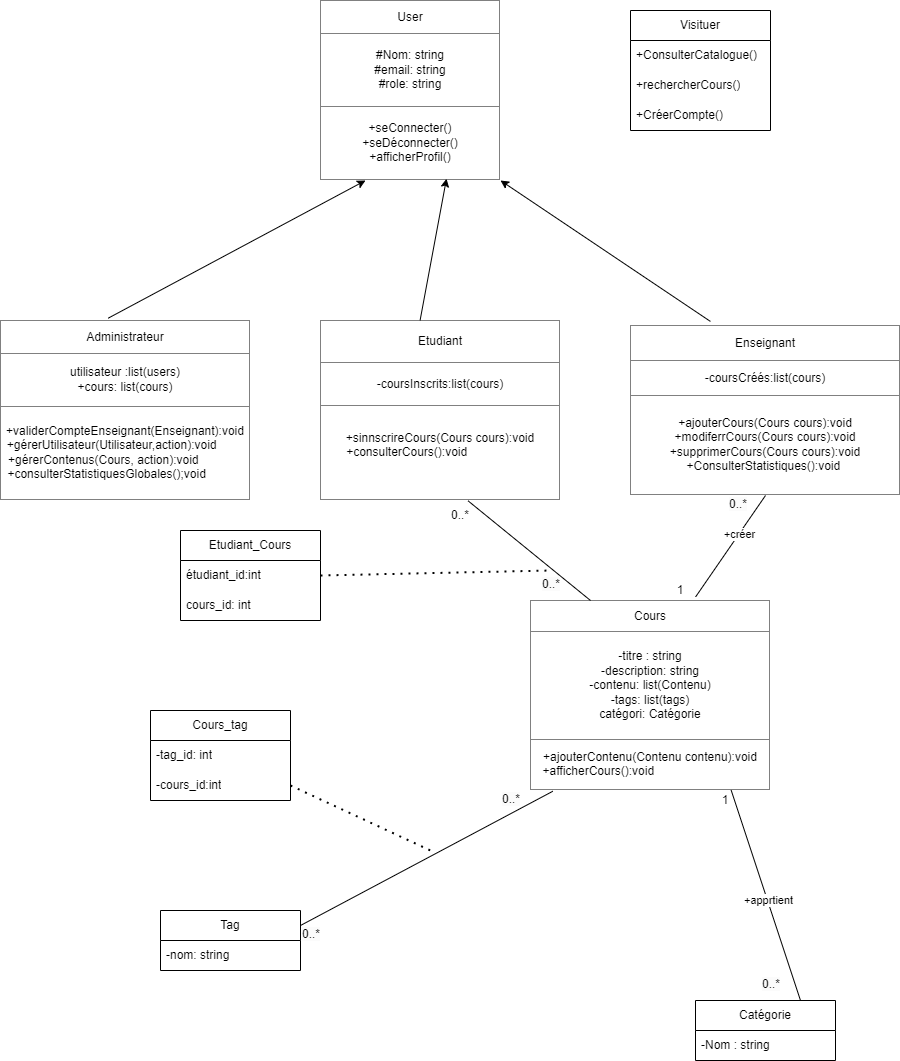 User
#Nom: string
#email: string
#role: string
+seConnecter()
+seDéconnecter()
+afficherProfil()
Visituer
+ConsulterCatalogue()
+rechercherCours()
+CréerCompte()
Administrateur
utilisateur :list(users)
+cours: list(cours)
+validerCompteEnseignant(Enseignant):void
+gérerUtilisateur(Utilisateur,action):void
+gérerContenus(Cours, action):void
+consulterStatistiquesGlobales();void
Etudiant
-coursInscrits:list(cours)
+sinnscrireCours(Cours cours):void
+consulterCours():void
Enseignant
-coursCréés:list(cours)
+ajouterCours(Cours cours):void
+modiferrCours(Cours cours):void
+supprimerCours(Cours cours):void
+ConsulterStatistiques():void
0..*
0..*
+créer
Etudiant_Cours
étudiant_id:int
cours_id: int
0..*
1
Cours
-titre : string
-description: string
-contenu: list(Contenu)
-tags: list(tags)
catégori: Catégorie
+ajouterContenu(Contenu contenu):void
+afficherCours():void
Cours_tag
-tag_id: int
-cours_id:int
0..*
1
+apprtient
Tag
-nom: string
0..*
0..*
Catégorie
-Nom : string